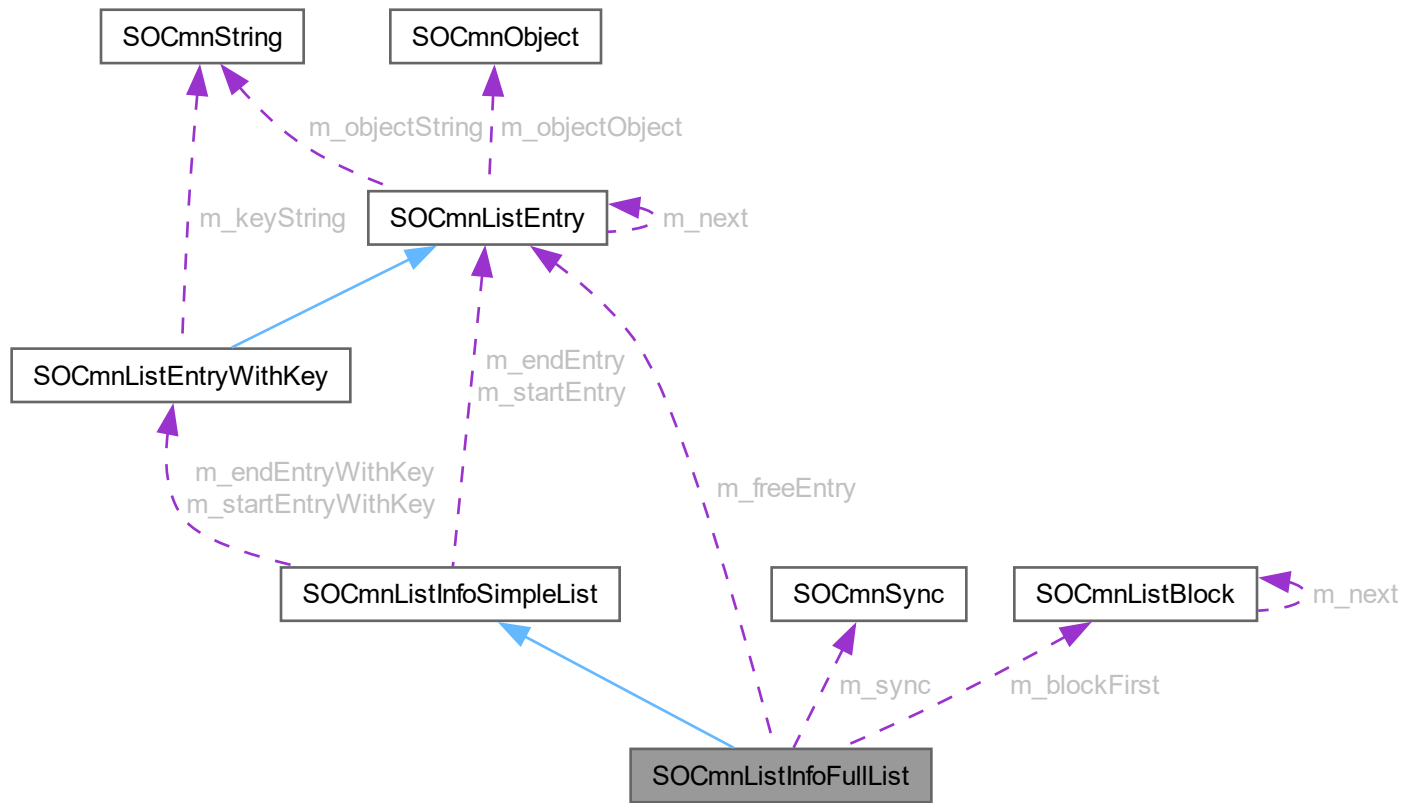 SOCmnString
SOCmnObject
m_objectString
m_objectObject
m_keyString
SOCmnListEntry
m_next
m_endEntry
m_startEntry
SOCmnListEntryWithKey
m_endEntryWithKey
m_startEntryWithKey
m_freeEntry
SOCmnListInfoSimpleList
SOCmnSync
SOCmnListBlock
m_next
m_sync
m_blockFirst
SOCmnListInfoFullList